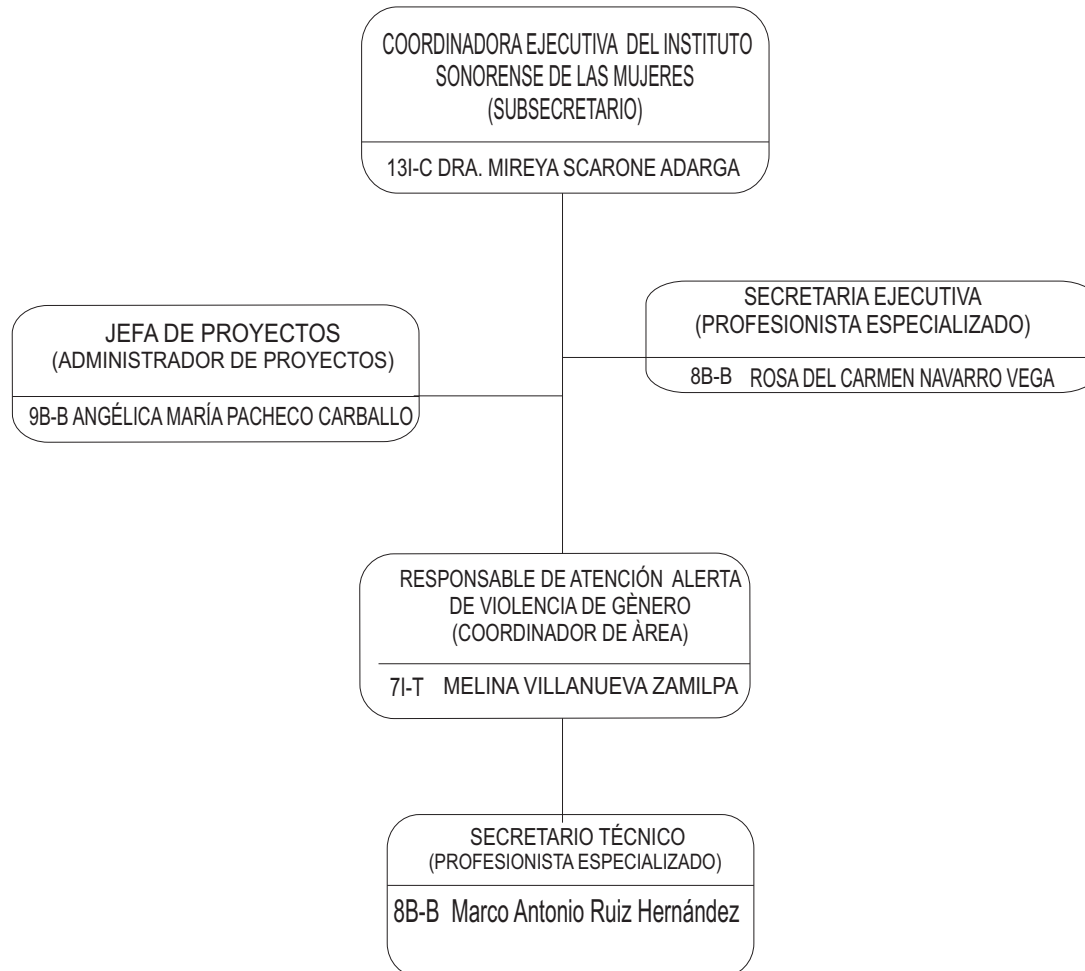 COORDINADORA EJECUTIVA DEL INSTITUTO
SONORENSE DE LAS MUJERES
(SUBSECRETARIO)
13I-C DRA. MIREYA SCARONE ADARGA
SECRETARIA EJECUTIVA
(PROFESIONISTA ESPECIALIZADO)
8B-B ROSA DEL CARMEN NAVARRO VEGA
JEFA DE PROYECTOS
(ADMINISTRADOR DE PROYECTOS)
9B-B ANGÉLICA MARÍA PACHECO CARBALLO
RESPONSABLE DE ATENCIÓN ALERTA
DE VIOLENCIA DE GÈNERO
(COORDINADOR DE ÀREA)
7I-T MELINA VILLANUEVA ZAMILPA
SECRETARIO TÉCNICO
(PROFESIONISTA ESPECIALIZADO)
8B-B Marco Antonio Ruiz Hernández